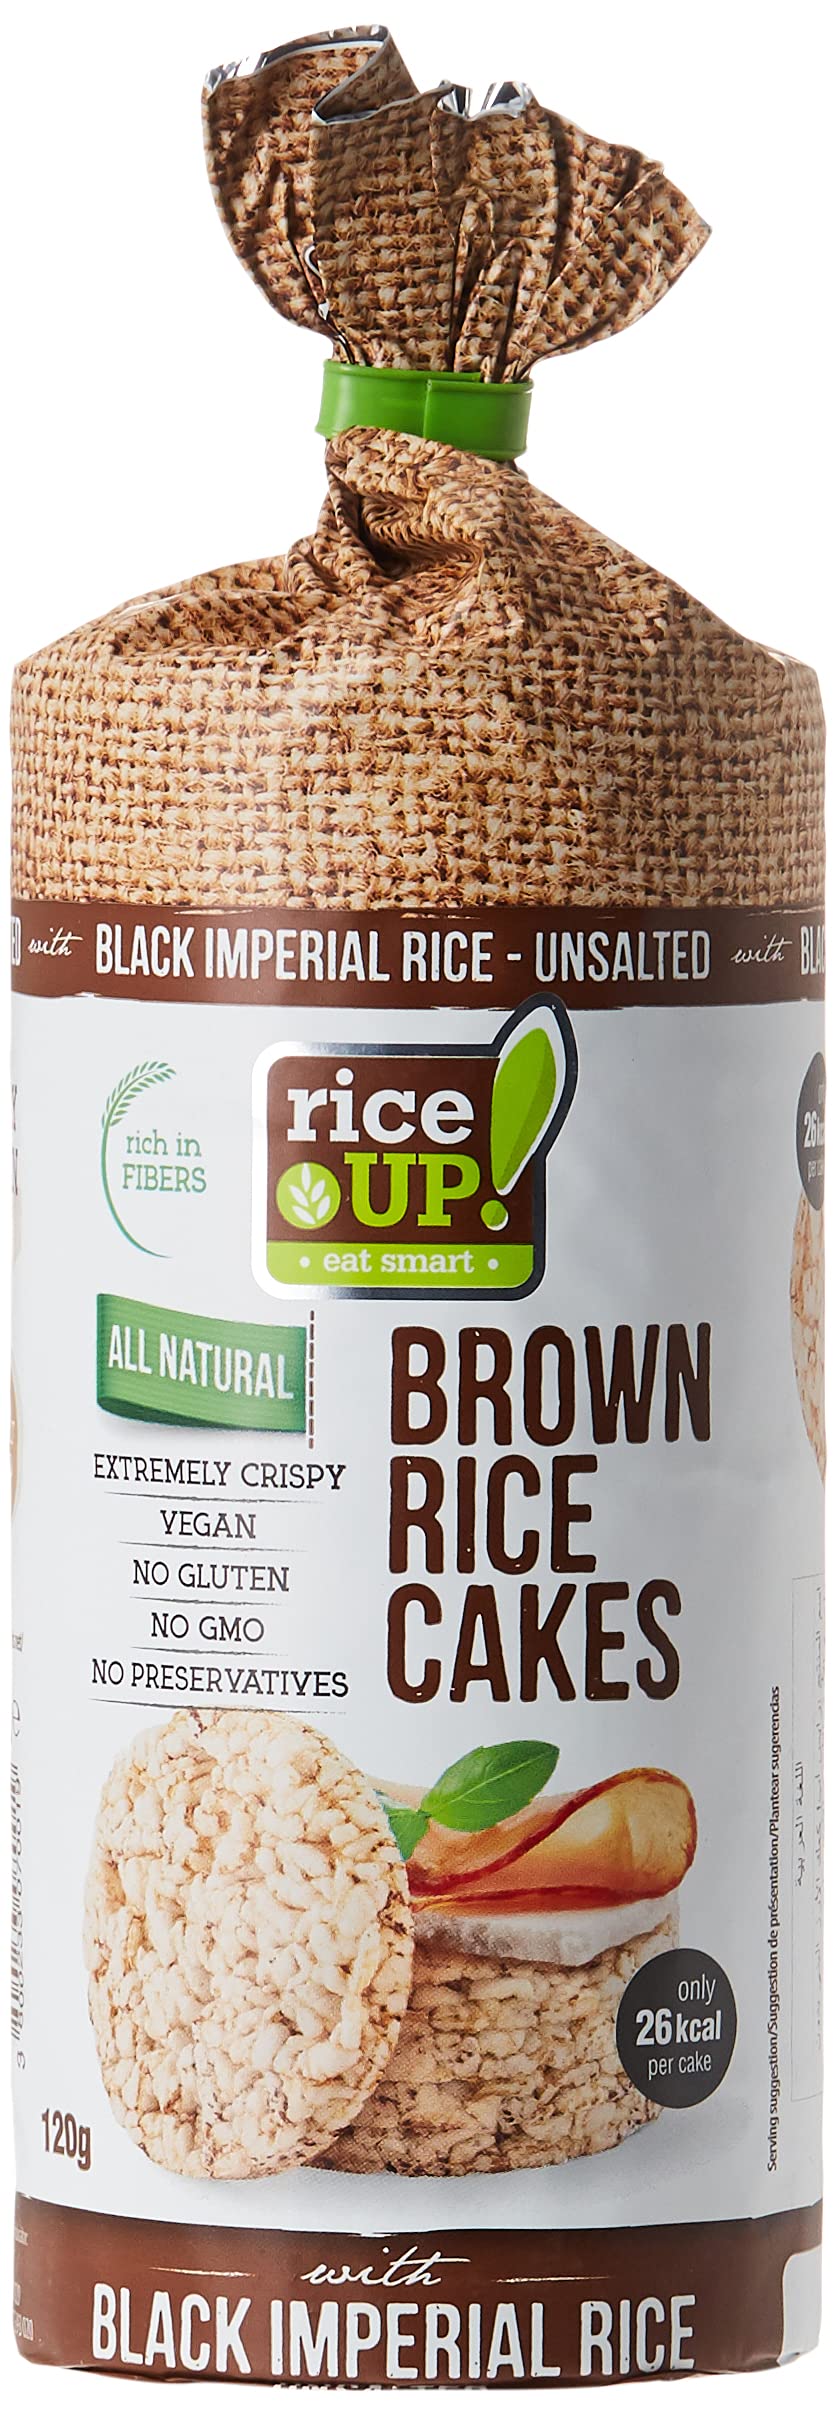 with BLACK IMPERIAL RICE - UNSALTED with
rich in
FIBERS
rice
UP!
• eat smart •
ALL NATURAL
EXTREMELY CRISPY
VEGAN
NO GLUTEN
NO GMO
NO PRESERVATIVES
BROWN
RICE
CAKES
only
26 kcal
per cake
120g
Serving suggestion/Suggestion de présentation/Plantear sugerendas
اللغة العربية
with
BLACK IMPERIAL RICE